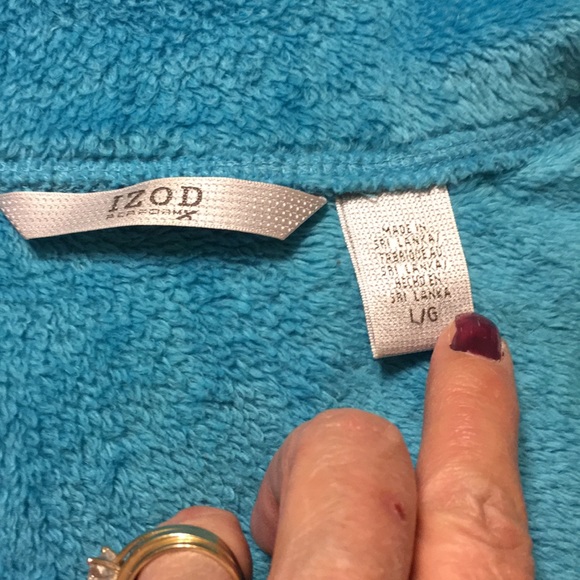 IZOD
PERFORMX
MADE IN
SRI LANKA/
FABRIQUE AU
SRI LANKA/
HECHO EN
SRI LANKA
L/G